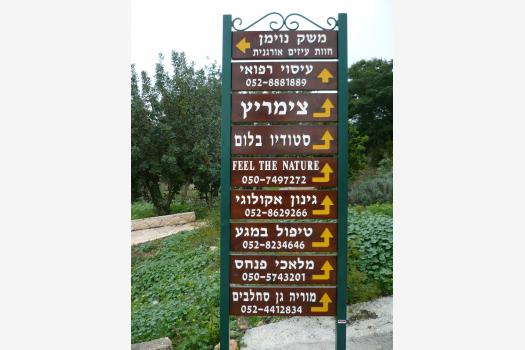 משק נוימן
חוות עיזים אורגנית
עיסוי רפואי
052-8881889
צימריץ
סטודיו בלום
FEEL THE NATURE
050-7497272
גינון אקולוגי
052-8629266
טיפול במגע
052-8234646
מלאכי פנחס
050-5743201
מוריה גן סחלבים
052-4412834